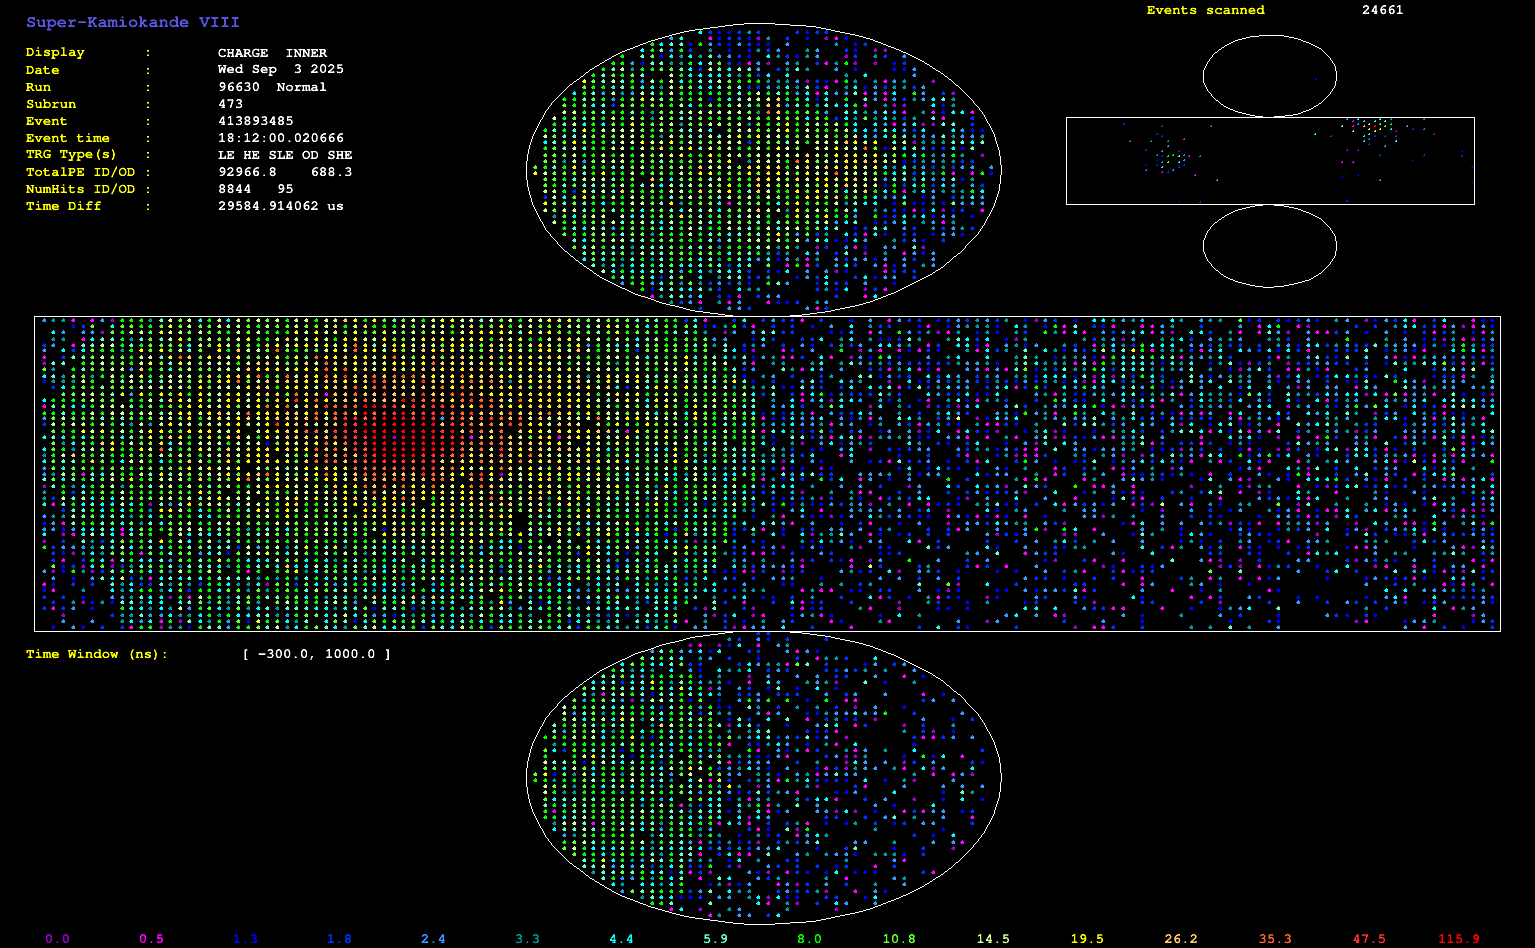 Super-Kamiokande VIII
Events scanned 24661
Display : CHARGE INNER
Date : Wed Sep 3 2025
Run : 96630 Normal
Subrun : 473
Event : 413893485
Event time : 18:12:00.020666
TRG Type(s) : LE HE SLE OD SHE
TotalPE ID/OD : 92966.8 688.3
NumHits ID/OD : 8844 95
Time Diff : 29584.914062 us
Time Window (ns): [ -300.0, 1000.0 ]
0.0 0.5 1.3 1.8 2.4 3.3 4.4 5.9 8.0 10.8 14.5 19.5 26.2 35.3 47.5 115.9